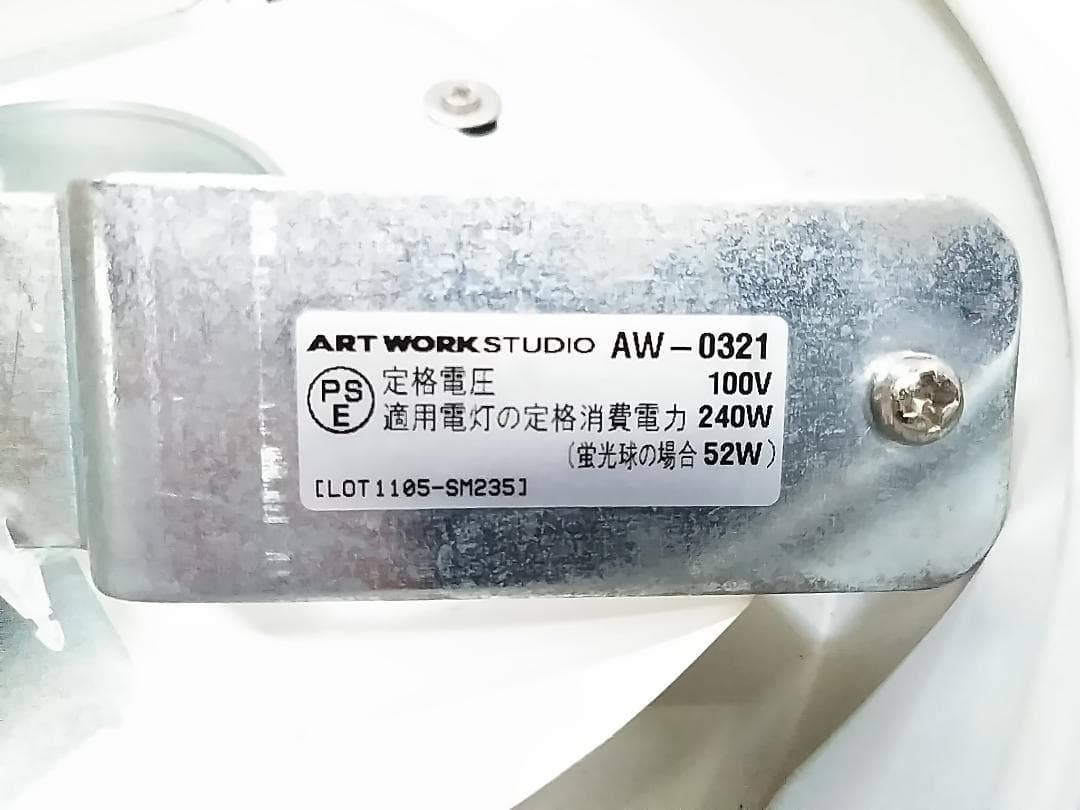 ART WORK STUDIO AW-0321
PSE 定格電圧 100V
適用電灯の定格消費電力 240W
(蛍光球の場合 52W)
[LOT1105-SM235]